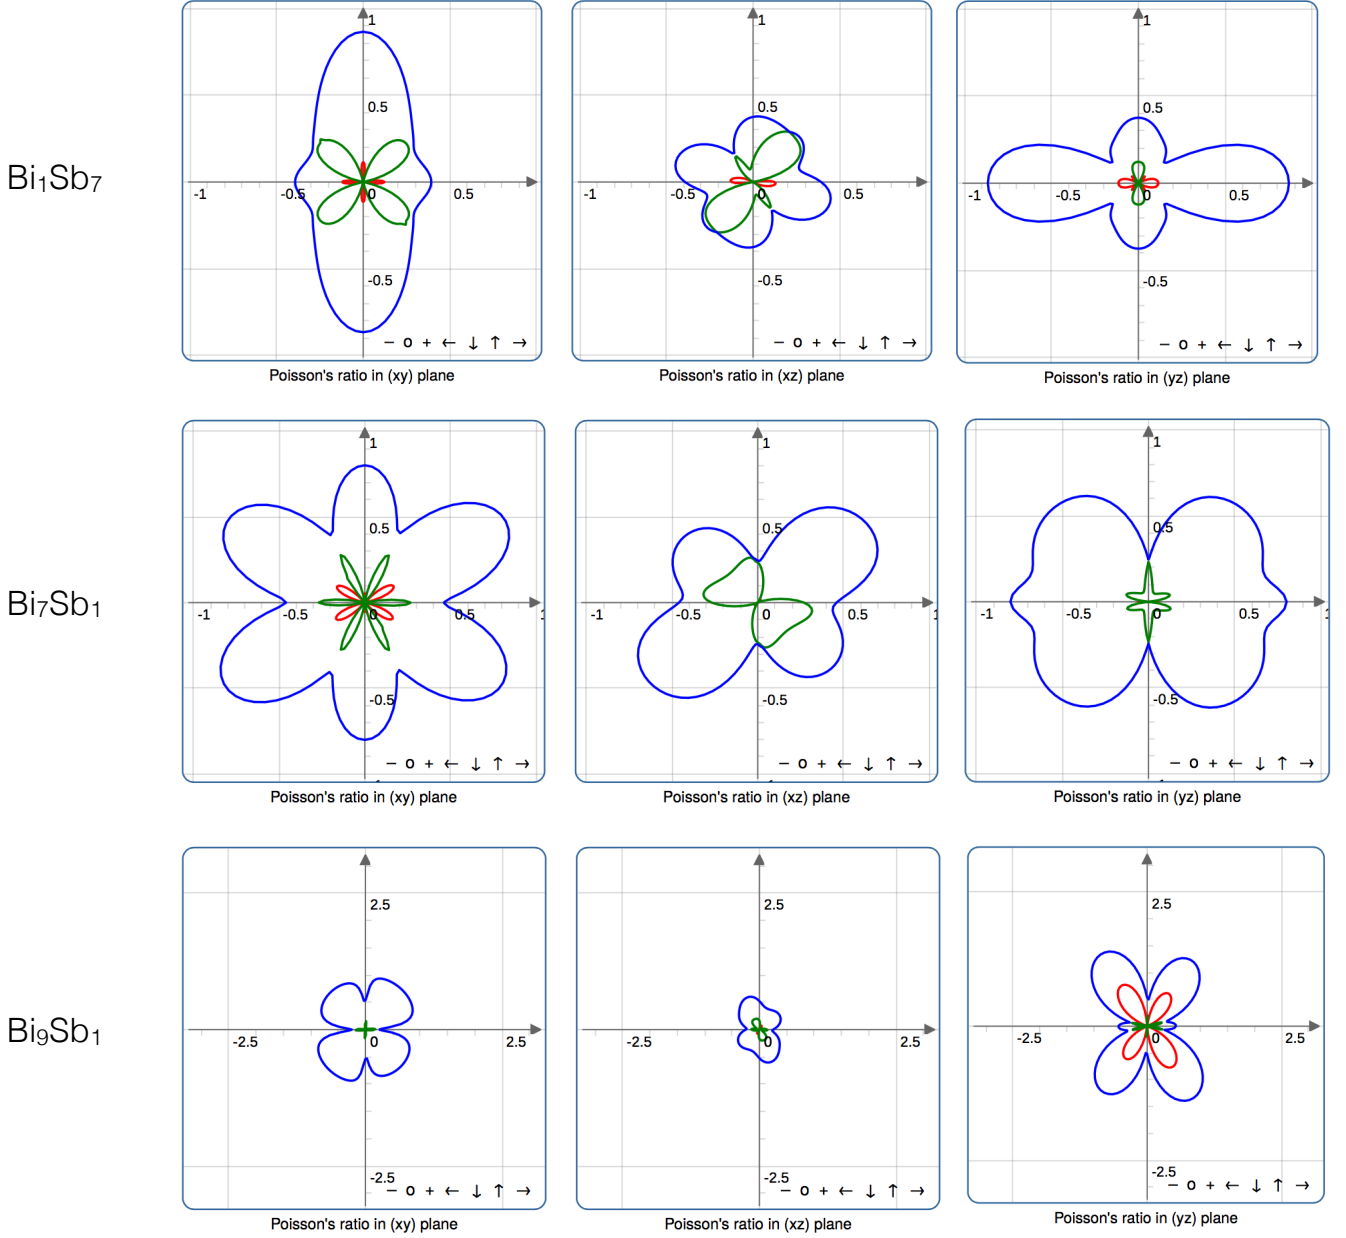 1 1 1
0.5 0.5 0.5
Bi₁Sb₇
-1 -0.5 0 0.5 -1 -0.5 0 0.5 -1 -0.5 0 0.5
-0.5 -0.5 -0.5
− o + ← ↓ ↑ → − o + ← ↓ ↑ → − o + ← ↓ ↑ →
Poisson's ratio in (xy) plane Poisson's ratio in (xz) plane Poisson's ratio in (yz) plane
1 1 1
0.5 0.5 0.5
Bi₇Sb₁
-1 -0.5 0 0.5 -1 -0.5 0 0.5 -1 -0.5 0 0.5
-0.5 -0.5 -0.5
− o + ← ↓ ↑ → − o + ← ↓ ↑ → − o + ← ↓ ↑ →
Poisson's ratio in (xy) plane Poisson's ratio in (xz) plane Poisson's ratio in (yz) plane
2.5 2.5 2.5
Bi₉Sb₁
-2.5 0 2.5 -2.5 0 2.5 -2.5 0 2.5
-2.5 -2.5 -2.5
− o + ← ↓ ↑ → − o + ← ↓ ↑ → − o + ← ↓ ↑ →
Poisson's ratio in (xy) plane Poisson's ratio in (xz) plane Poisson's ratio in (yz) plane